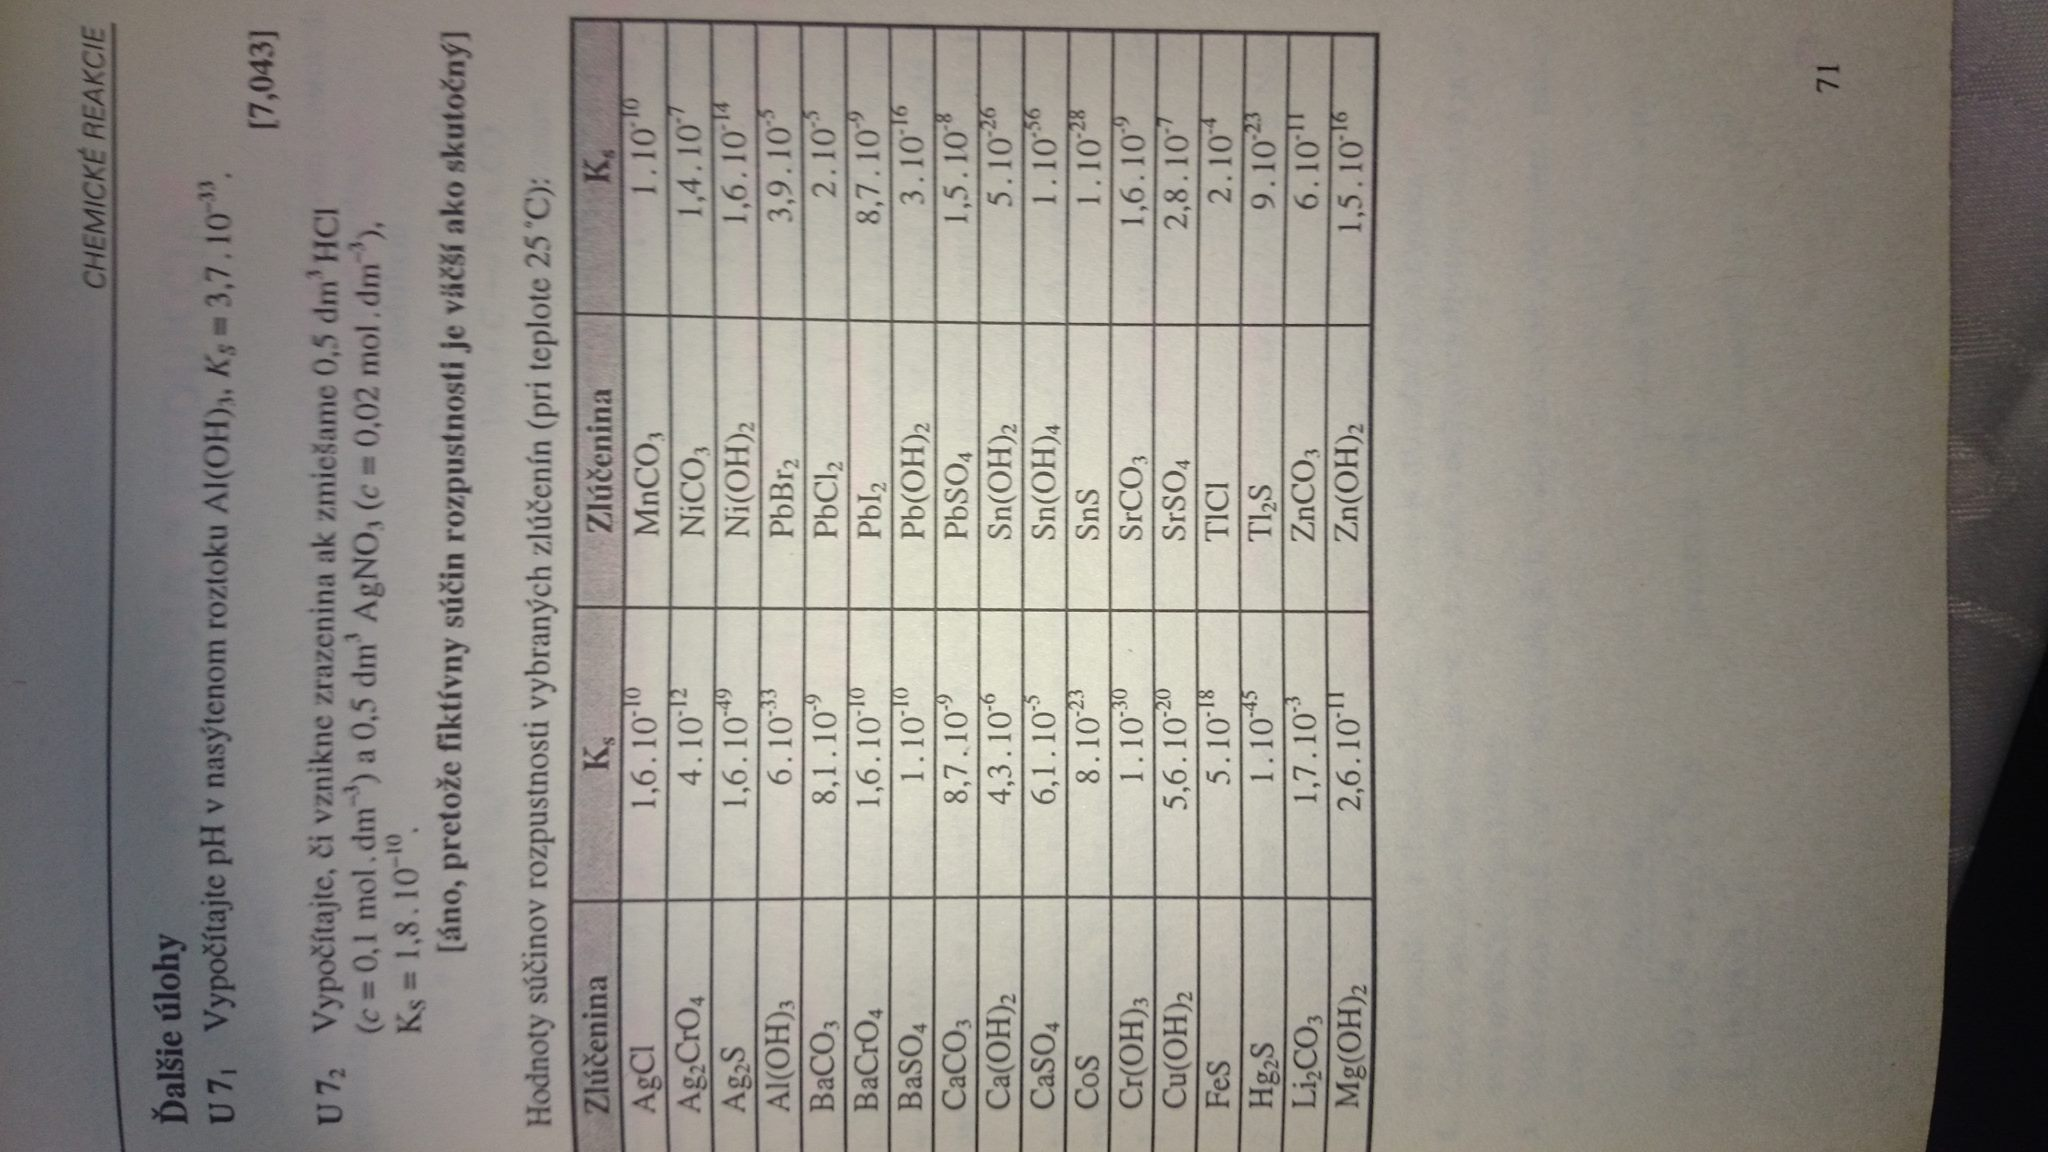 CHEMICKÉ REAKCIE
Ďalšie úlohy
U 7₁ Vypočítajte pH v nasýtenom roztoku Al(OH)₃, Kₛ = 3,7 . 10⁻³³.
[7,043]
U 7₂ Vypočítajte, či vznikne zrazenina ak zmiešame 0,5 dm³ HCl
(c = 0,1 mol . dm⁻³) a 0,5 dm³ AgNO₃ (c = 0,02 mol . dm⁻³),
Kₛ = 1,8 . 10⁻¹⁰.
[áno, pretože fiktívny súčin rozpustnosti je väčší ako skutočný]
Hodnoty súčinov rozpustnosti vybraných zlúčenín (pri teplote 25 °C):
Zlúčenina Kₛ Zlúčenina Kₛ
AgCl 1,6 . 10⁻¹⁰ MnCO₃ 1 . 10⁻¹⁰
Ag₂CrO₄ 4 . 10⁻¹² NiCO₃ 1,4 . 10⁻⁷
Ag₂S 1,6 . 10⁻⁴⁹ Ni(OH)₂ 1,6 . 10⁻¹⁴
Al(OH)₃ 6 . 10⁻³³ PbBr₂ 3,9 . 10⁻⁵
BaCO₃ 8,1 . 10⁻⁹ PbCl₂ 2 . 10⁻⁵
BaCrO₄ 1,6 . 10⁻¹⁰ PbI₂ 8,7 . 10⁻⁹
BaSO₄ 1 . 10⁻¹⁰ Pb(OH)₂ 3 . 10⁻¹⁶
CaCO₃ 8,7 . 10⁻⁹ PbSO₄ 1,5 . 10⁻⁸
Ca(OH)₂ 4,3 . 10⁻⁶ Sn(OH)₂ 5 . 10⁻²⁶
CaSO₄ 6,1 . 10⁻⁵ Sn(OH)₄ 1 . 10⁻⁵⁶
CoS 8 . 10⁻²³ SnS 1 . 10⁻²⁸
Cr(OH)₃ 1 . 10⁻³⁰ SrCO₃ 1,6 . 10⁻⁹
Cu(OH)₂ 5,6 . 10⁻²⁰ SrSO₄ 2,8 . 10⁻⁷
FeS 5 . 10⁻¹⁸ TlCl 2 . 10⁻⁴
Hg₂S 1 . 10⁻⁴⁵ Tl₂S 9 . 10⁻²³
Li₂CO₃ 1,7 . 10⁻³ ZnCO₃ 6 . 10⁻¹¹
Mg(OH)₂ 2,6 . 10⁻¹¹ Zn(OH)₂ 1,5 . 10⁻¹⁶
71